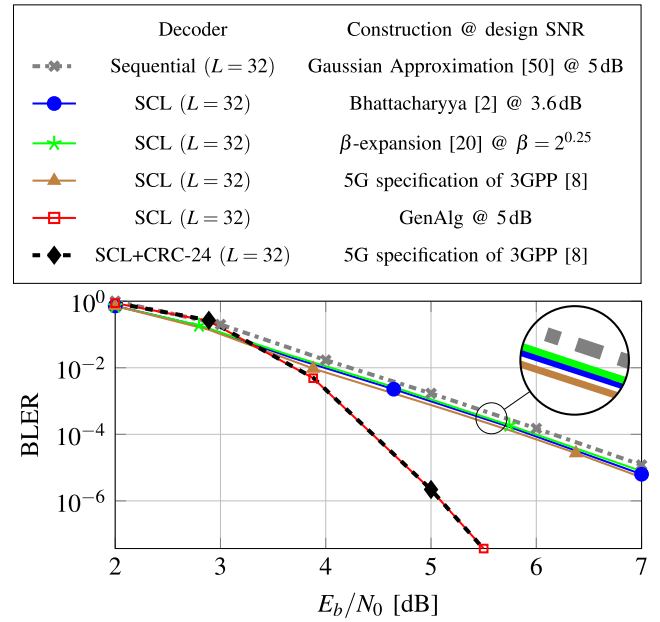 Decoder Construction @ design SNR
Sequential (L = 32) Gaussian Approximation [50] @ 5 dB
SCL (L = 32) Bhattacharyya [2] @ 3.6 dB
SCL (L = 32) β-expansion [20] @ β = 2^0.25
SCL (L = 32) 5G specification of 3GPP [8]
SCL (L = 32) GenAlg @ 5 dB
SCL+CRC-24 (L = 32) 5G specification of 3GPP [8]
10^0
10^−2
10^−4
10^−6
BLER
2 3 4 5 6 7
E_b/N_0 [dB]